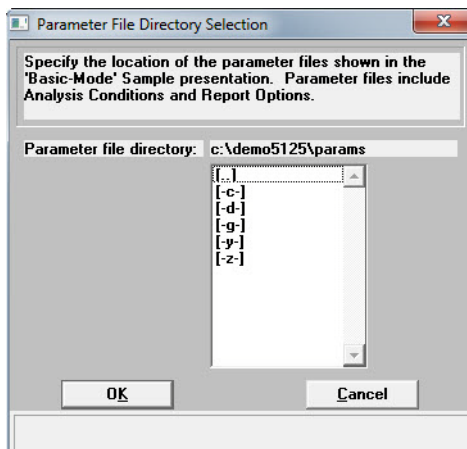 Parameter File Directory Selection
Specify the location of the parameter files shown in the
'Basic-Mode' Sample presentation. Parameter files include
Analysis Conditions and Report Options.
Parameter file directory: c:\demo5125\params
[..]
[-c-]
[-d-]
[-g-]
[-y-]
[-z-]
OK Cancel